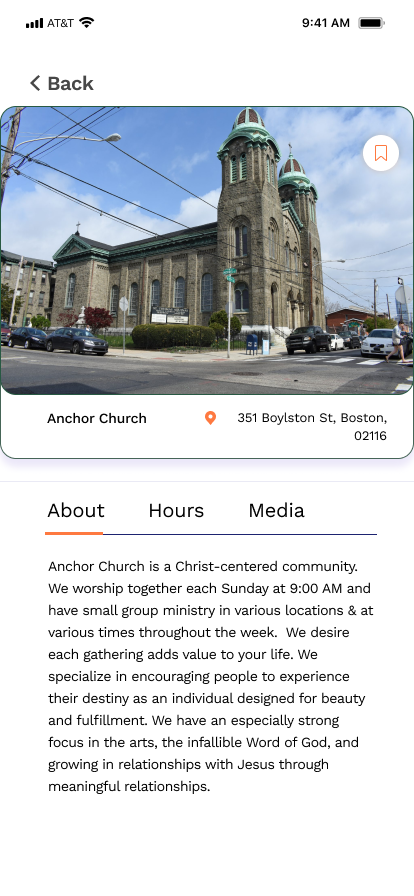 AT&T
9:41 AM
Back
Anchor Church
351 Boylston St, Boston,
02116
About
Hours
Media
Anchor Church is a Christ-centered community.
We worship together each Sunday at 9:00 AM and
have small group ministry in various locations & at
various times throughout the week.  We desire
each gathering adds value to your life. We
specialize in encouraging people to experience
their destiny as an individual designed for beauty
and fulfillment. We have an especially strong
focus in the arts, the infallible Word of God, and
growing in relationships with Jesus through
meaningful relationships.